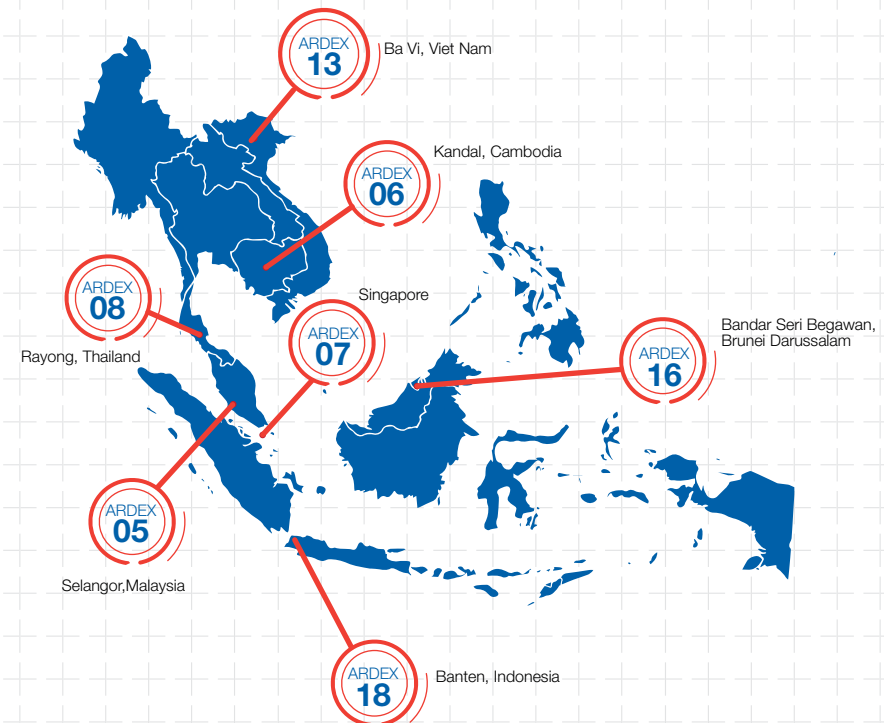 ARDEX
13
Ba Vi, Viet Nam
ARDEX
06
Kandal, Cambodia
ARDEX
08
Rayong, Thailand
Singapore
ARDEX
07
Bandar Seri Begawan,
Brunei Darussalam
ARDEX
16
ARDEX
05
Selangor,Malaysia
ARDEX
18
Banten, Indonesia